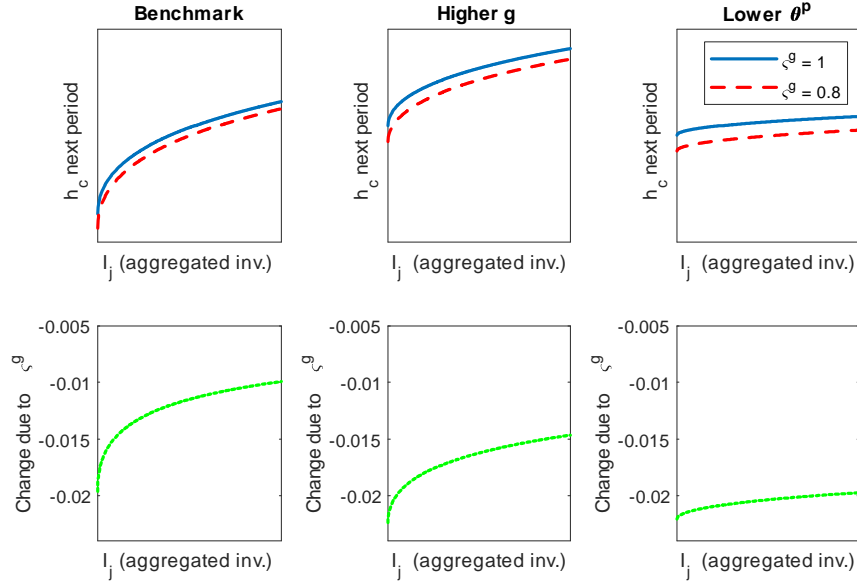 Benchmark
Higher g
Lower θ^p
h_c next period
h_c next period
h_c next period
ς^g = 1
ς^g = 0.8
I_j (aggregated inv.)
I_j (aggregated inv.)
I_j (aggregated inv.)
Change due to ς^g
-0.005
-0.01
-0.015
-0.02
Change due to ς^g
-0.005
-0.01
-0.015
-0.02
Change due to ς^g
-0.005
-0.01
-0.015
-0.02
I_j (aggregated inv.)
I_j (aggregated inv.)
I_j (aggregated inv.)